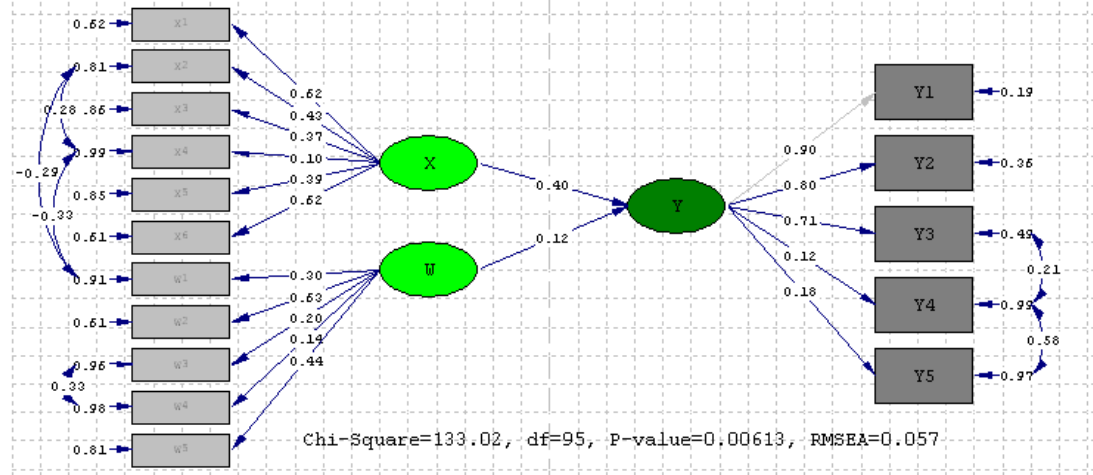 0.62 x1
0.81 x2
0.28 .86 x3
0.99 x4
-0.29
0.85 x5
-0.33
0.61 x6
0.91 w1
0.61 w2
0.96 w3
0.33
0.98 w4
0.81 w5
0.62
0.43
0.37
0.10
0.39
0.62
X
0.30
0.63
0.20
0.14
0.44
W
0.40
0.12
Y
0.90
0.80
0.71
0.12
0.18
Y1 0.19
Y2 0.36
Y3 0.49
0.21
Y4 0.99
0.58
Y5 0.97
Chi-Square=133.02, df=95, P-value=0.00613, RMSEA=0.057